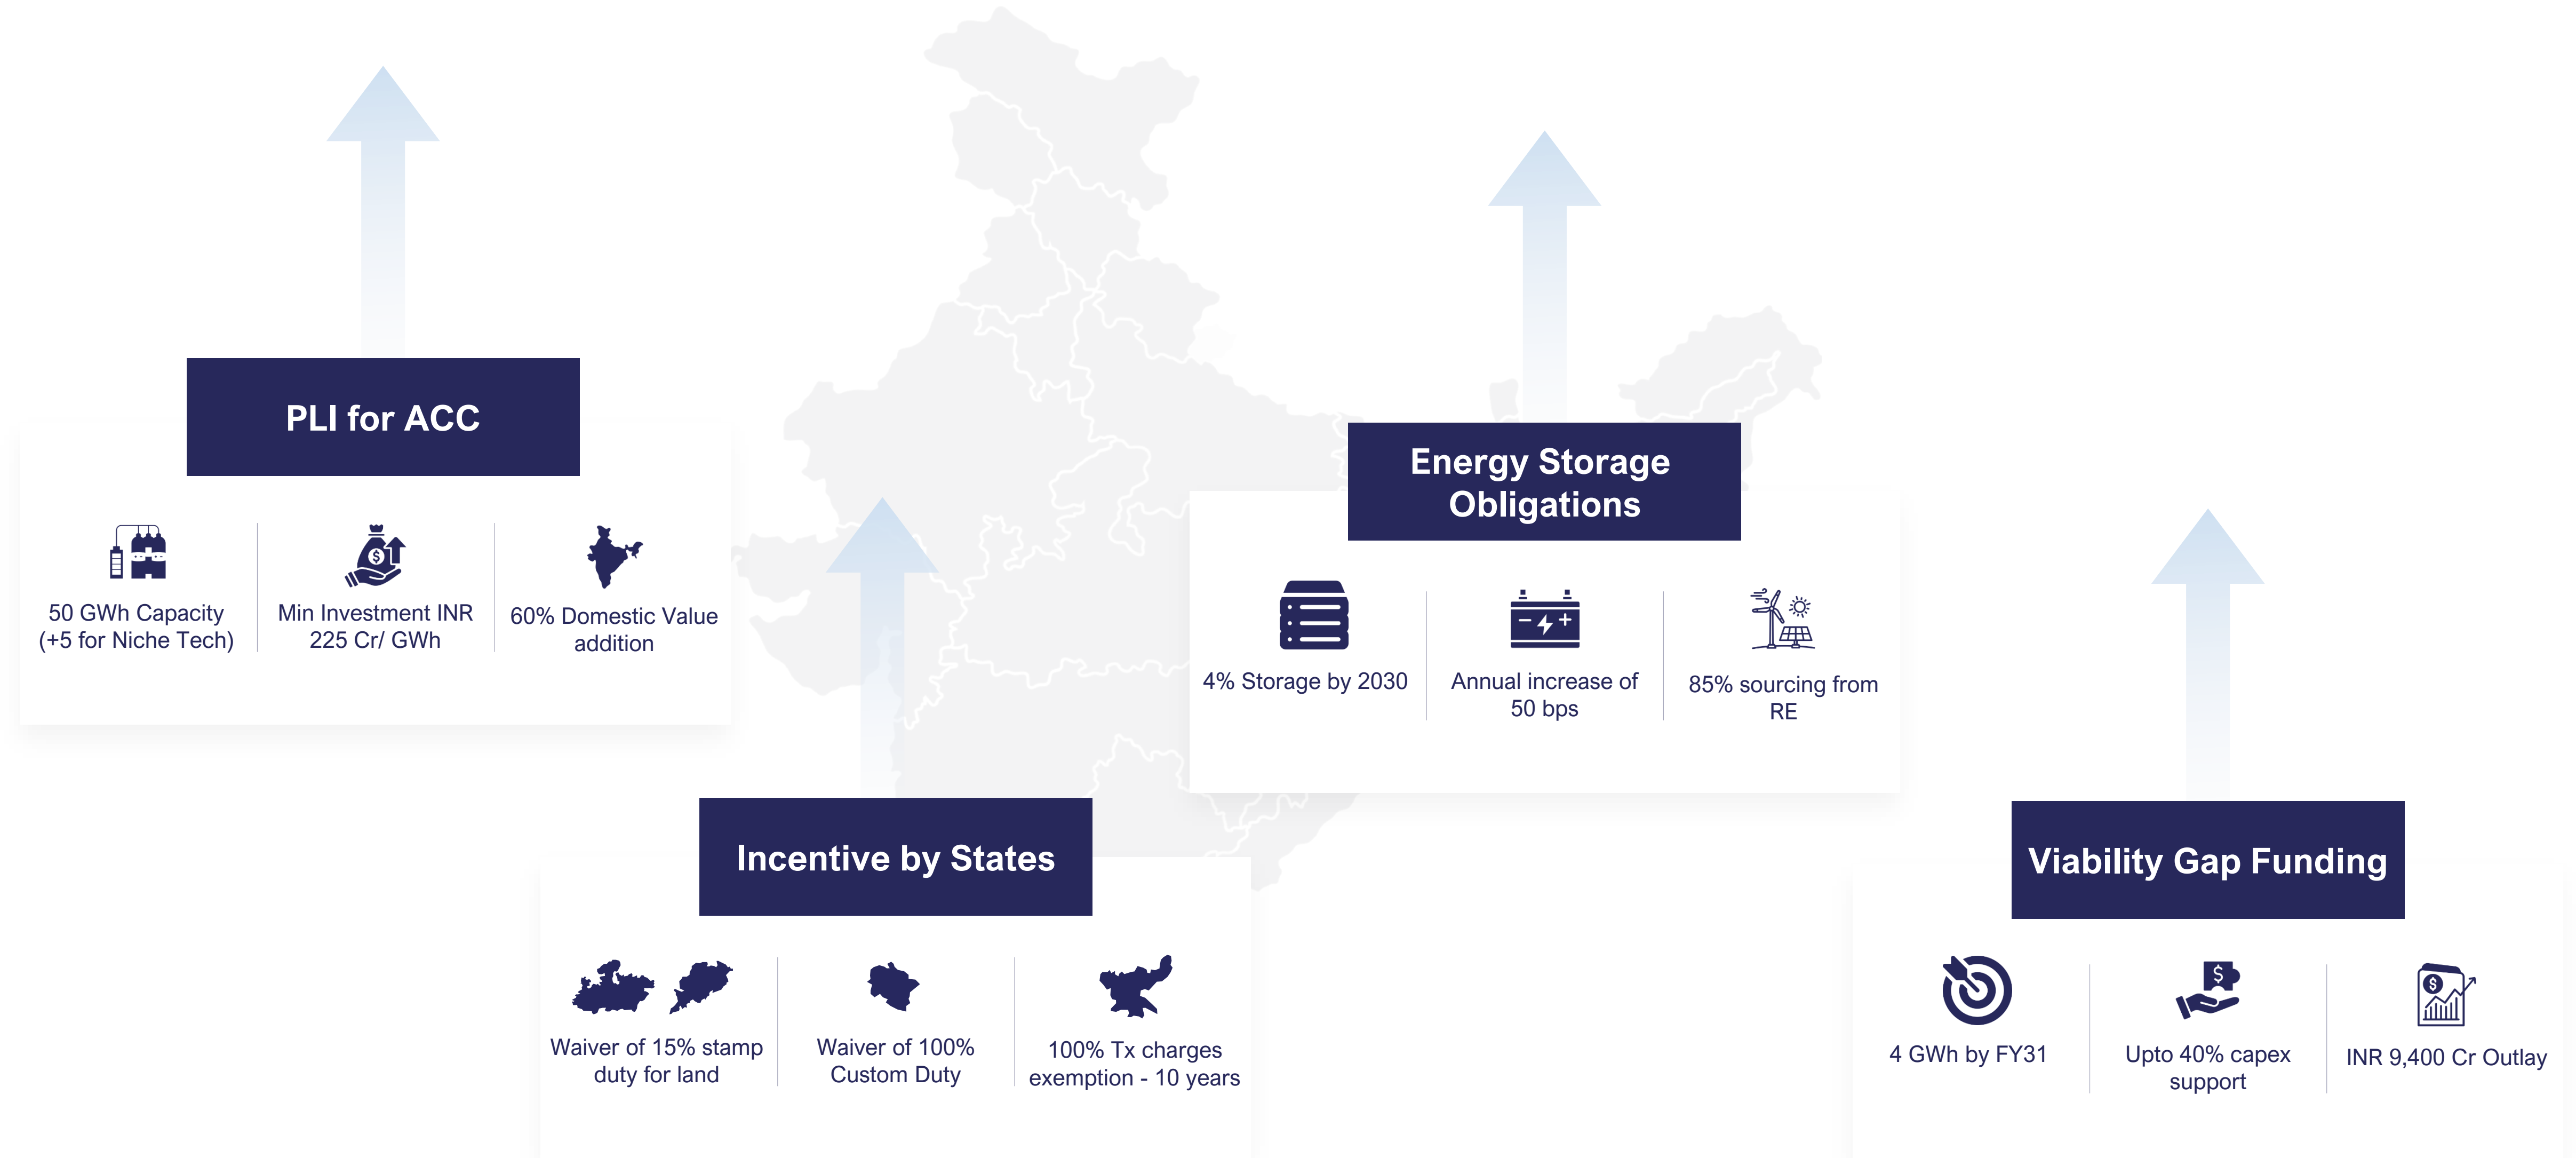 PLI for ACC
50 GWh Capacity
(+5 for Niche Tech)
Min Investment INR
225 Cr/ GWh
60% Domestic Value
addition
Incentive by States
Waiver of 15% stamp
duty for land
Waiver of 100%
Custom Duty
100% Tx charges
exemption - 10 years
Energy Storage
Obligations
4% Storage by 2030
Annual increase of
50 bps
85% sourcing from
RE
Viability Gap Funding
4 GWh by FY31
Upto 40% capex
support
INR 9,400 Cr Outlay